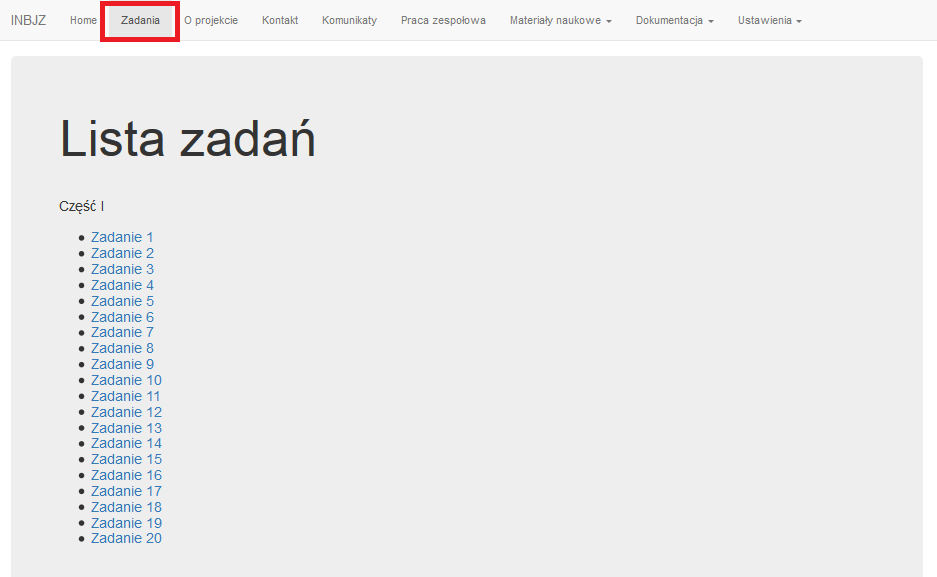 INBJZ Home Zadania O projekcie Kontakt Komunikaty Praca zespołowa Materiały naukowe Dokumentacja Ustawienia
Lista zadań
Część I
Zadanie 1
Zadanie 2
Zadanie 3
Zadanie 4
Zadanie 5
Zadanie 6
Zadanie 7
Zadanie 8
Zadanie 9
Zadanie 10
Zadanie 11
Zadanie 12
Zadanie 13
Zadanie 14
Zadanie 15
Zadanie 16
Zadanie 17
Zadanie 18
Zadanie 19
Zadanie 20